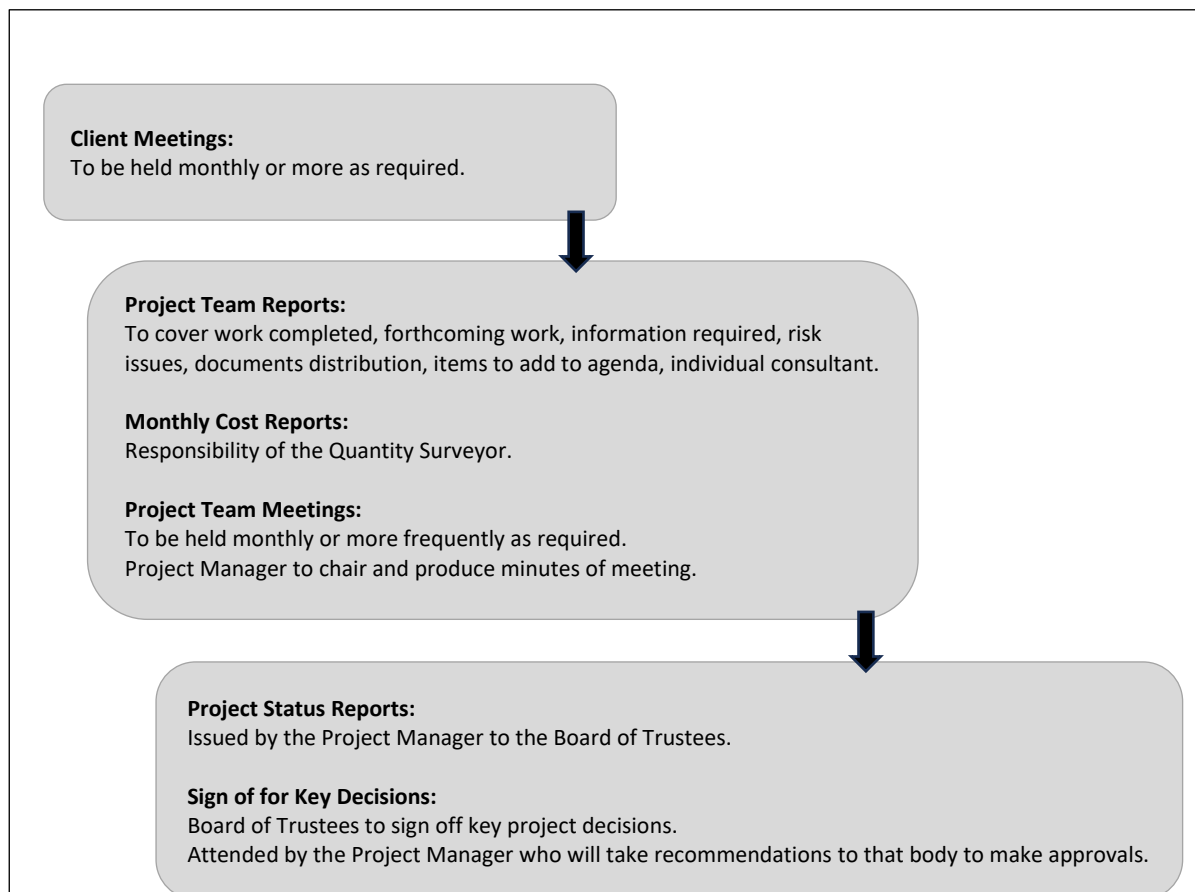 Client Meetings:
To be held monthly or more as required.
Project Team Reports:
To cover work completed, forthcoming work, information required, risk
issues, documents distribution, items to add to agenda, individual consultant.
Monthly Cost Reports:
Responsibility of the Quantity Surveyor.
Project Team Meetings:
To be held monthly or more frequently as required.
Project Manager to chair and produce minutes of meeting.
Project Status Reports:
Issued by the Project Manager to the Board of Trustees.
Sign of for Key Decisions:
Board of Trustees to sign off key project decisions.
Attended by the Project Manager who will take recommendations to that body to make approvals.